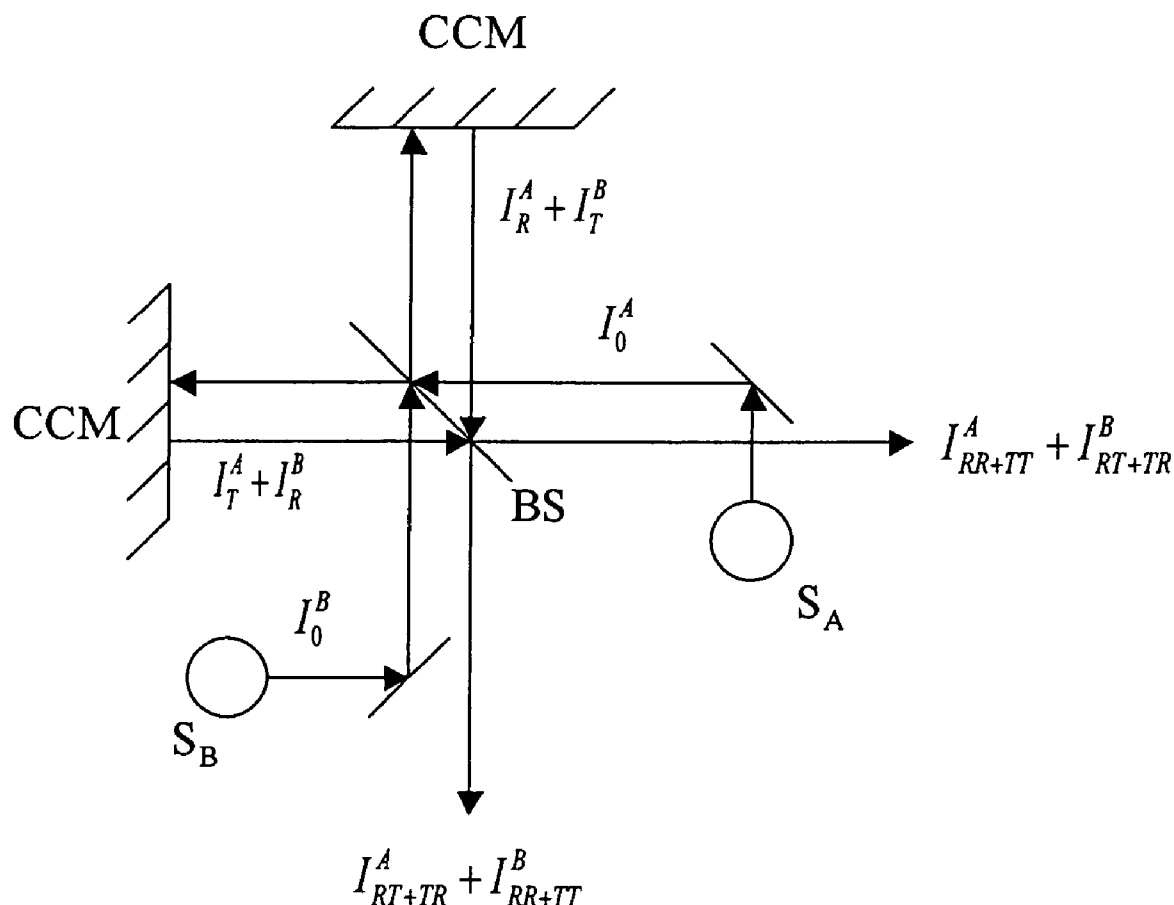 CCM
I_R^A + I_T^B
I_0^A
CCM
I_T^A + I_R^B
BS
I_{RR+TT}^A + I_{RT+TR}^B
S_A
I_0^B
S_B
I_{RT+TR}^A + I_{RR+TT}^B